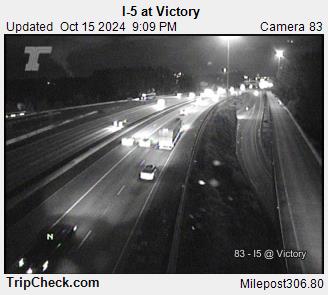 I-5 at Victory
Updated Oct 15 2024 9:09 PM Camera 83
T
N
83 - I5 @ Victory
TripCheck.com Milepost306.80